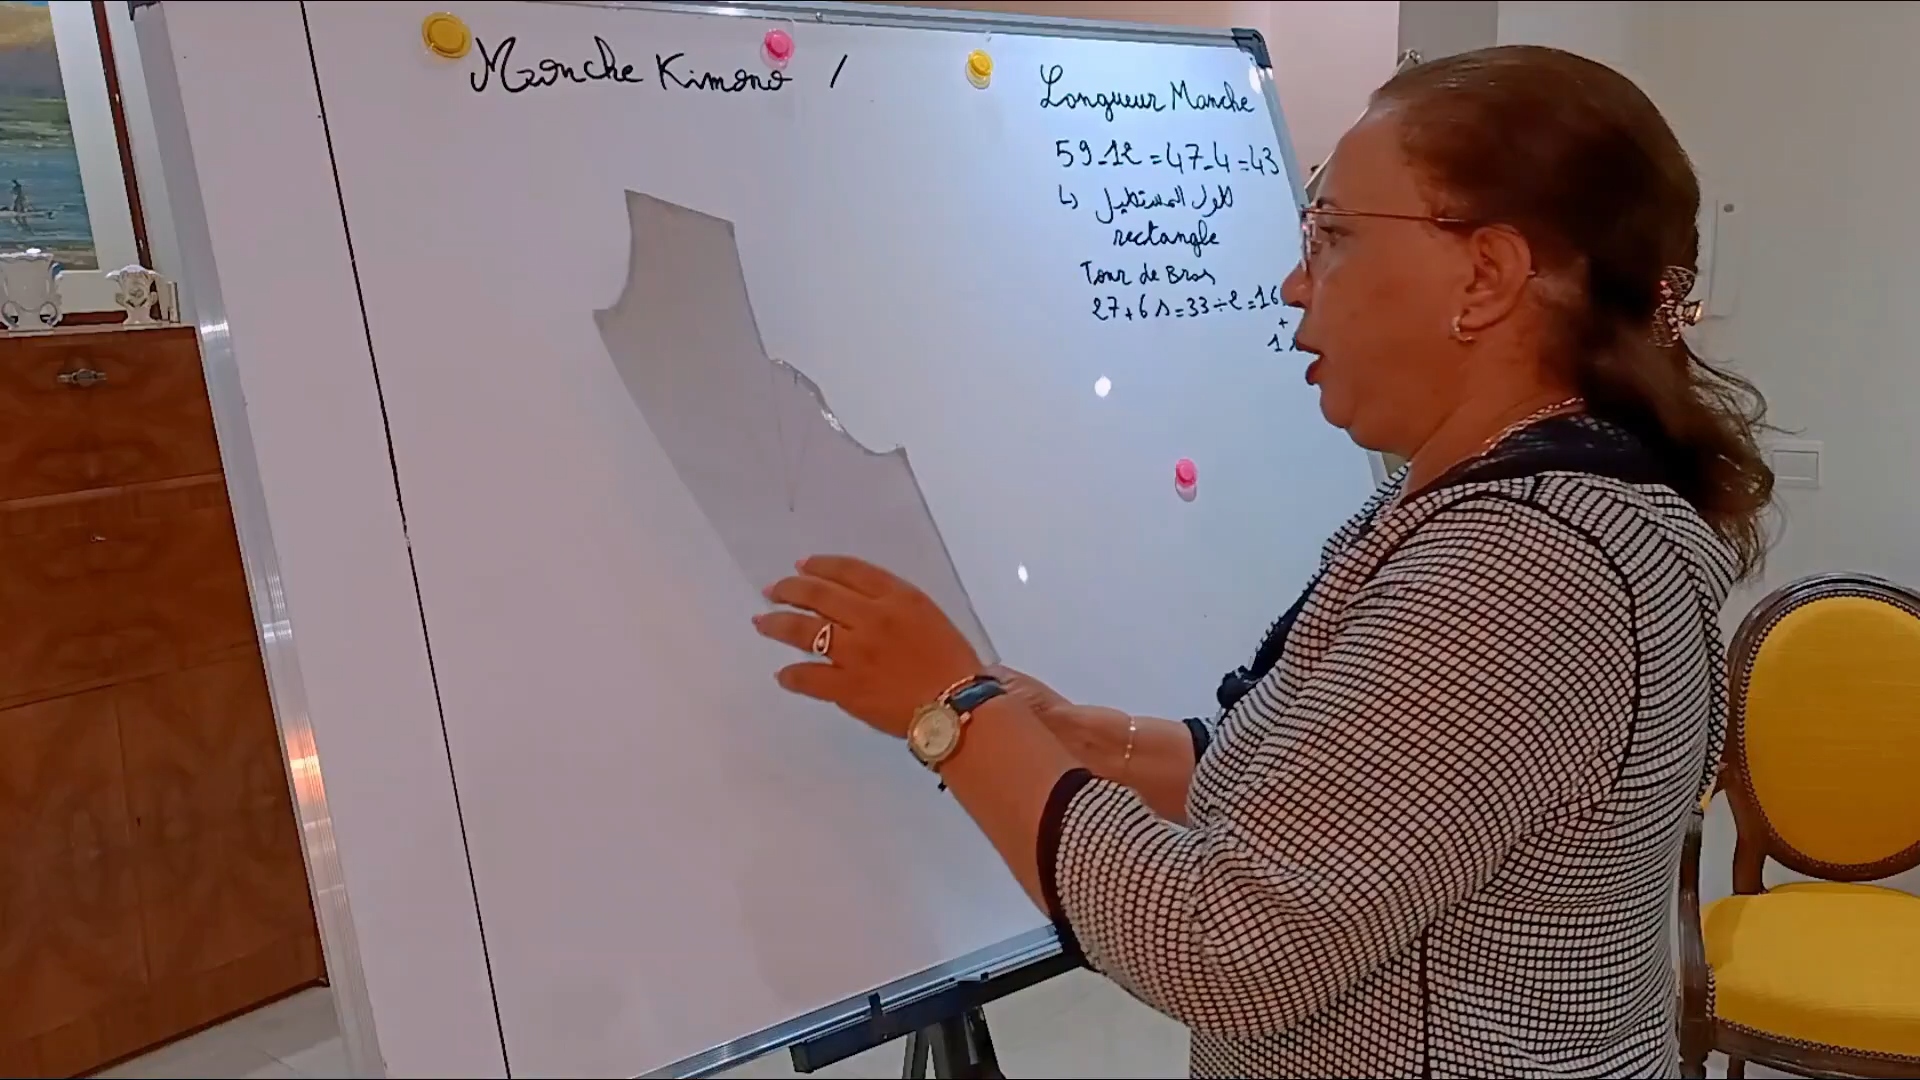 Manche Kimono /
Longueur Manche
59-12=47-4=43
↳ طول المستطيل
rectangle
Tour de Bras
27+6 s=33÷2=16
+
1